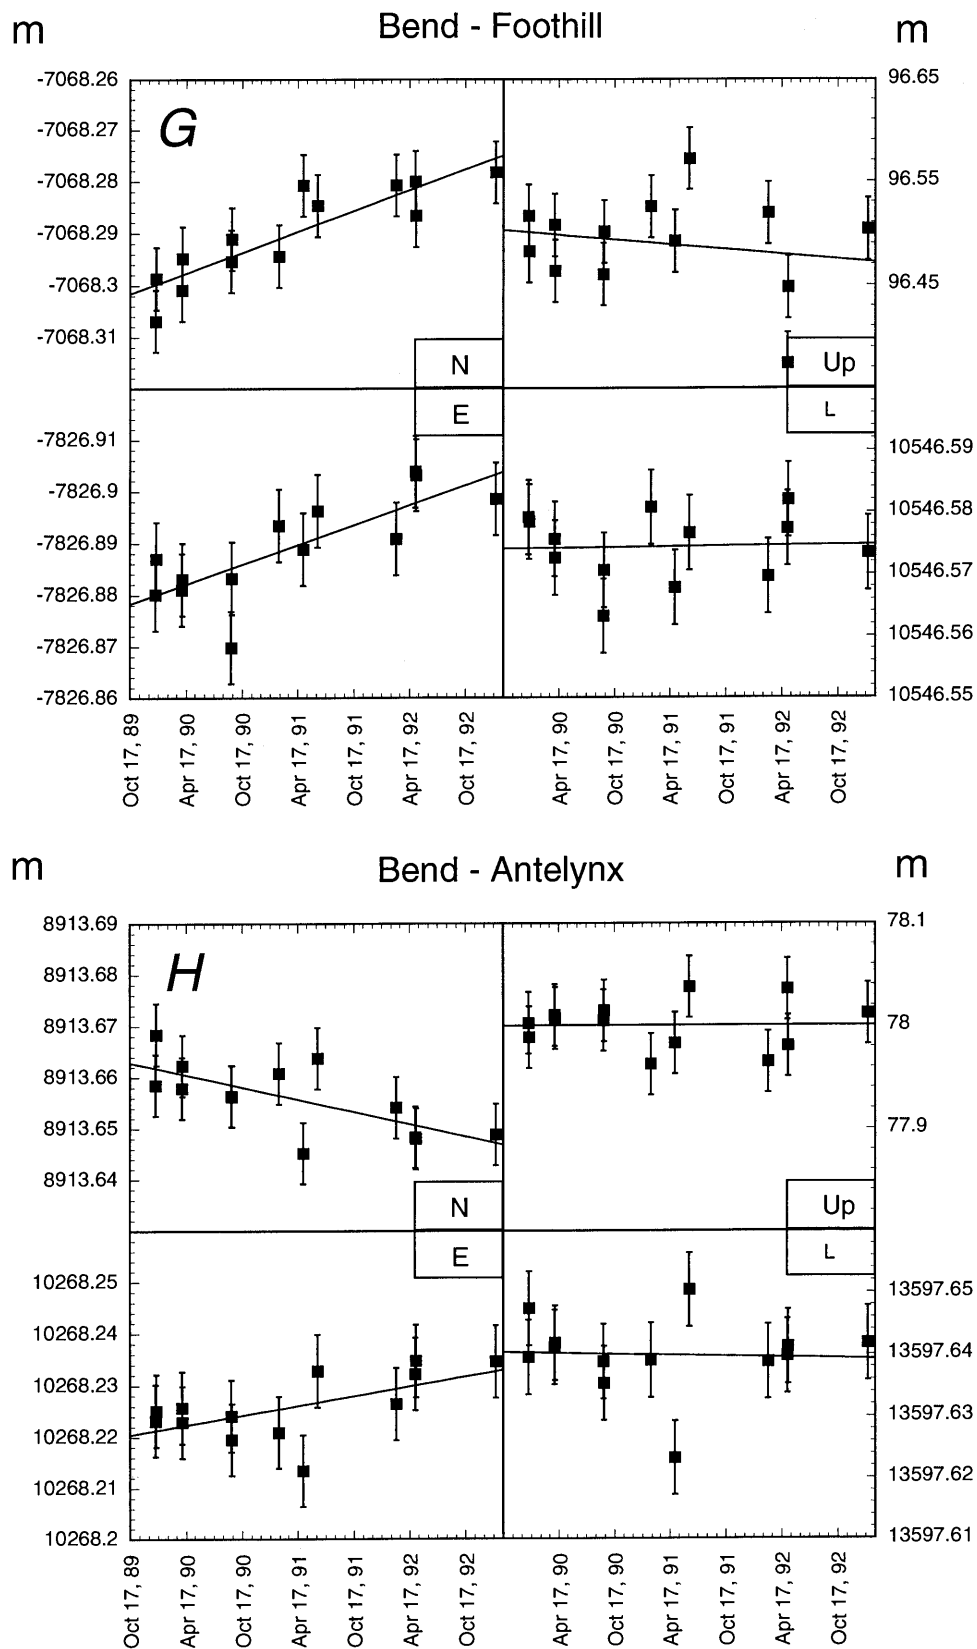 m Bend - Foothill m
G
-7068.26
-7068.27
-7068.28
-7068.29
-7068.3
-7068.31
96.65
96.55
96.45
N
Up
E
L
-7826.91
-7826.9
-7826.89
-7826.88
-7826.87
-7826.86
10546.59
10546.58
10546.57
10546.56
10546.55
Oct 17, 89
Apr 17, 90
Oct 17, 90
Apr 17, 91
Oct 17, 91
Apr 17, 92
Oct 17, 92
Apr 17, 90
Oct 17, 90
Apr 17, 91
Oct 17, 91
Apr 17, 92
Oct 17, 92
m Bend - Antelynx m
H
8913.69
8913.68
8913.67
8913.66
8913.65
8913.64
78.1
78
77.9
N
Up
E
L
10268.25
10268.24
10268.23
10268.22
10268.21
10268.2
13597.65
13597.64
13597.63
13597.62
13597.61
Oct 17, 89
Apr 17, 90
Oct 17, 90
Apr 17, 91
Oct 17, 91
Apr 17, 92
Oct 17, 92
Apr 17, 90
Oct 17, 90
Apr 17, 91
Oct 17, 91
Apr 17, 92
Oct 17, 92